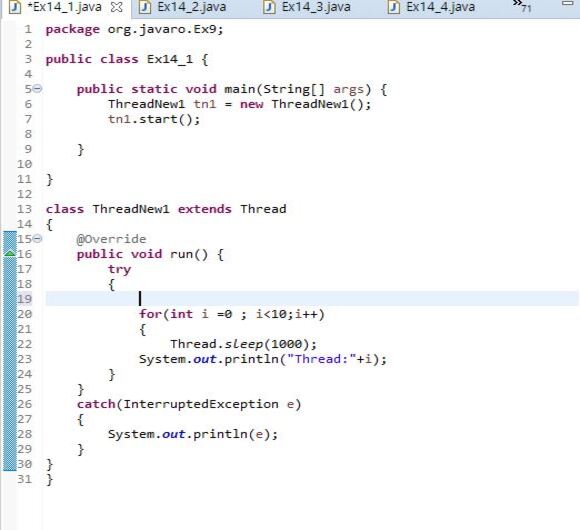 *Ex14_1.java Ex14_2.java Ex14_3.java Ex14_4.java »71
1 package org.javaro.Ex9;
2
3 public class Ex14_1 {
4
5 public static void main(String[] args) {
6 ThreadNew1 tn1 = new ThreadNew1();
7 tn1.start();
8
9 }
10
11 }
12
13 class ThreadNew1 extends Thread
14 {
15 @Override
16 public void run() {
17 try
18 {
19
20 for(int i =0 ; i<10;i++)
21 {
22 Thread.sleep(1000);
23 System.out.println("Thread:"+i);
24 }
25 }
26 catch(InterruptedException e)
27 {
28 System.out.println(e);
29 }
30 }
31 }